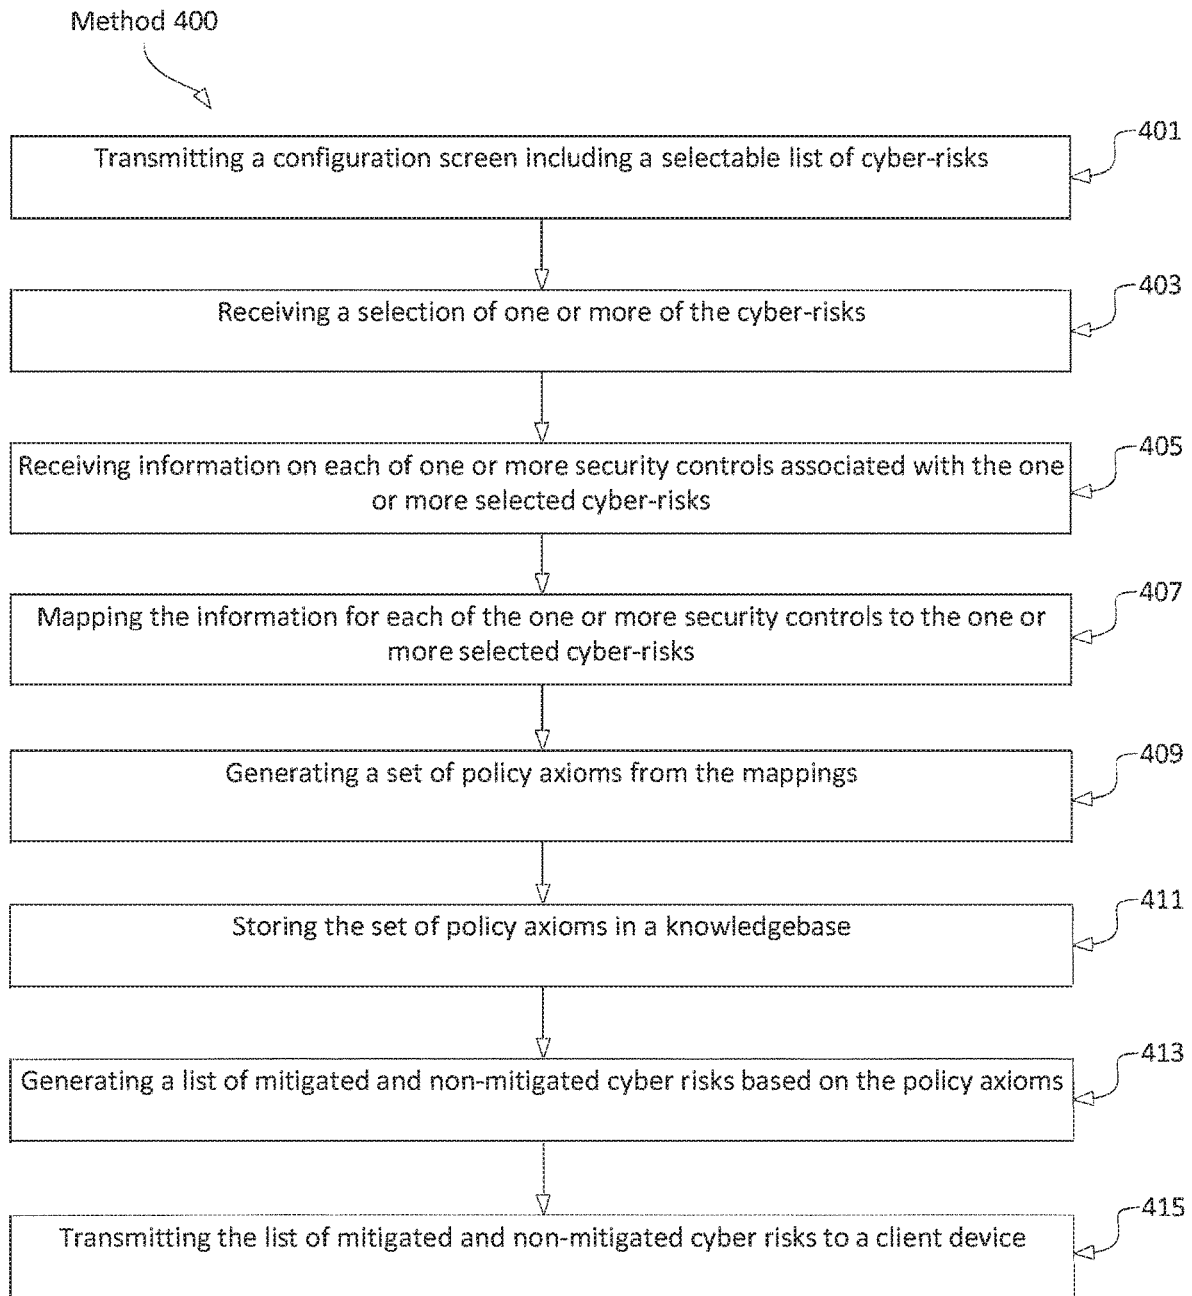 Method 400
401
Transmitting a configuration screen including a selectable list of cyber-risks
403
Receiving a selection of one or more of the cyber-risks
405
Receiving information on each of one or more security controls associated with the one
or more selected cyber-risks
407
Mapping the information for each of the one or more security controls to the one or
more selected cyber-risks
409
Generating a set of policy axioms from the mappings
411
Storing the set of policy axioms in a knowledgebase
413
Generating a list of mitigated and non-mitigated cyber risks based on the policy axioms
415
Transmitting the list of mitigated and non-mitigated cyber risks to a client device